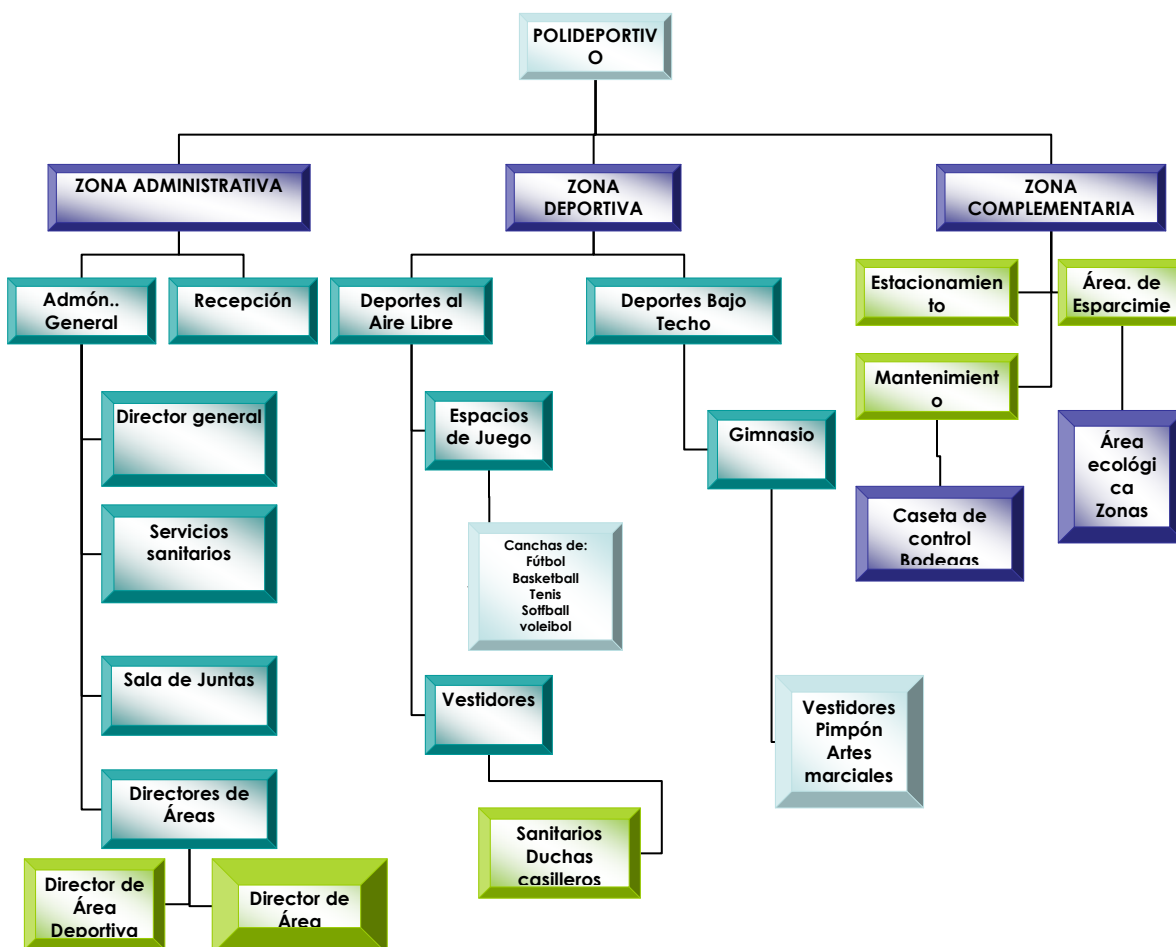 POLIDEPORTIV
O
ZONA ADMINISTRATIVA
ZONA
DEPORTIVA
ZONA
COMPLEMENTARIA
Admón..
General
Recepción
Deportes al
Aire Libre
Deportes Bajo
Techo
Estacionamien
to
Área. de
Esparcimie
Director general
Espacios
de Juego
Gimnasio
Mantenimient
o
Área
ecológi
ca
Zonas
Servicios
sanitarios
Canchas de:
Fútbol
Basketball
Tenis
Sotfball
voleibol
Caseta de
control
Bodegas
Sala de Juntas
Vestidores
Vestidores
Pimpón
Artes
marciales
Directores de
Áreas
Sanitarios
Duchas
casilleros
Director de
Área
Deportiva
Director de
Área